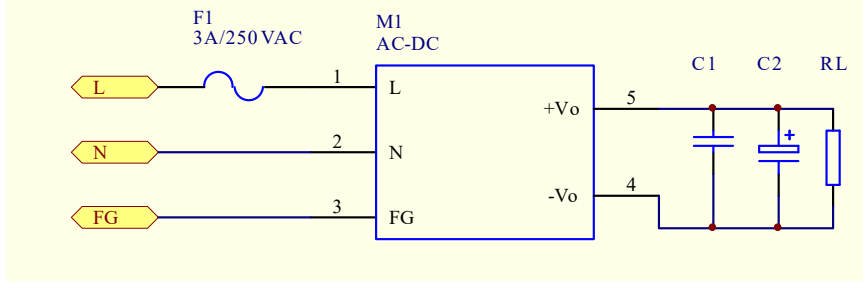 F1
3A/250VAC
M1
AC-DC
C1 C2 RL
L 1 L
+Vo 5
N 2 N
-Vo 4
FG 3 FG
+